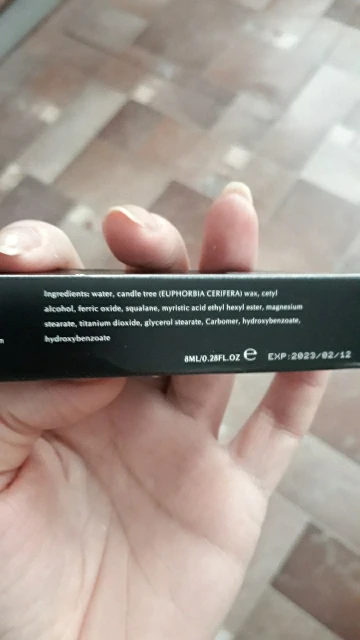 Ingredients: water, candle tree (EUPHORBIA CERIFERA) wax, cetyl
alcohol, ferric oxide, squalane, myristic acid ethyl hexyl ester, magnesium
stearate, titanium dioxide, glycerol stearate, Carbomer, hydroxybenzoate,
hydroxybenzoate
8ML/0.28FL.OZ e EXP:2023/02/12